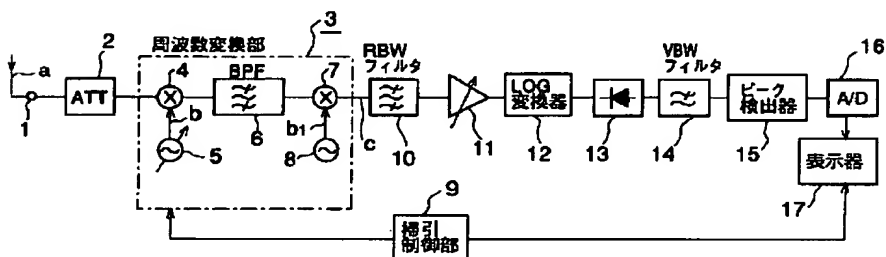 3
周波数変換部
RBW
フィルタ
VBW
フィルタ
16
2
4
BPF
7
LOG
変換器
ピーク
検出器
A/D
a
ATT
b
b1
c
1
5
6
8
10
11
12
13
14
15
表示器
9
掃引
制御部
17